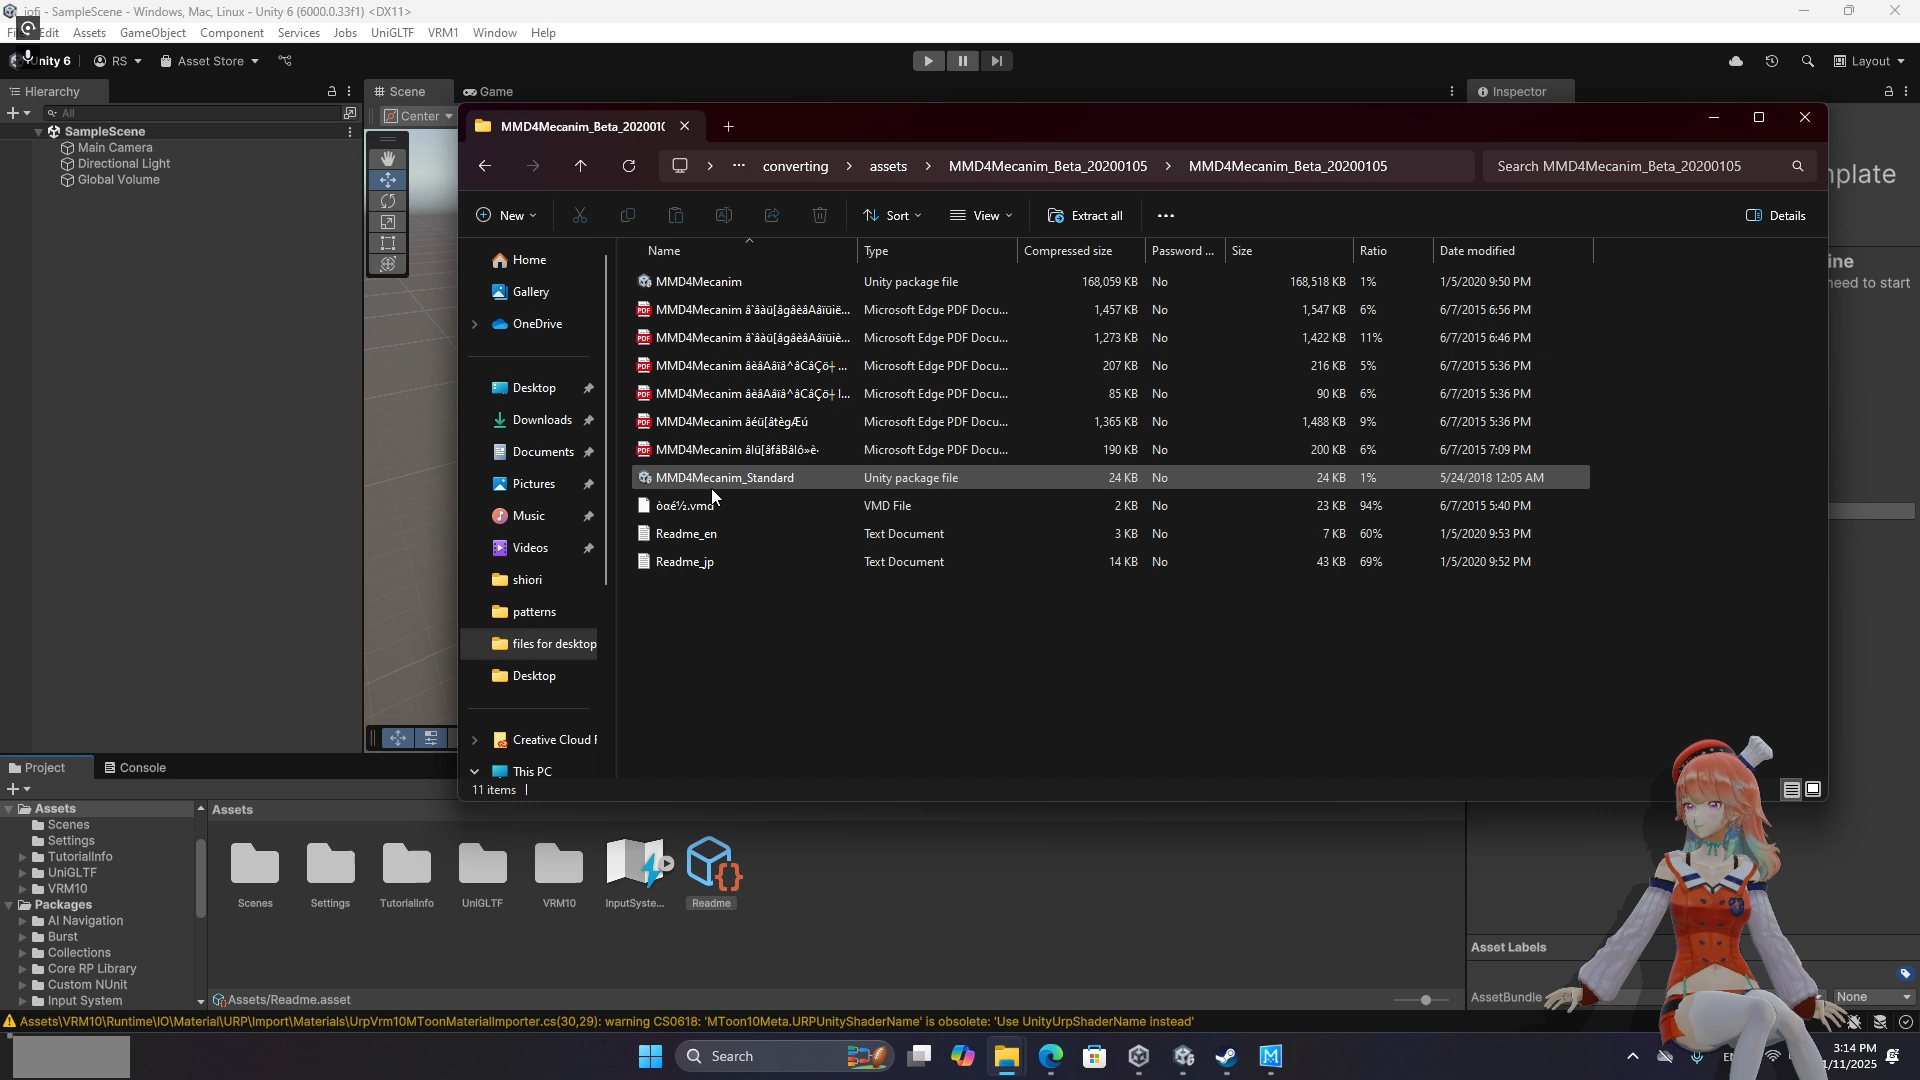 iofi - SampleScene - Windows, Mac, Linux - Unity 6 (6000.0.33f1) <DX11>
Edit Assets GameObject Component Services Jobs UniGLTF VRM1 Window Help
Unity 6 RS Asset Store Layout
Hierarchy Scene Game Inspector
All Center
SampleScene
Main Camera
Directional Light
Global Volume
MMD4Mecanim_Beta_2020010
converting > assets > MMD4Mecanim_Beta_20200105 > MMD4Mecanim_Beta_20200105
Search MMD4Mecanim_Beta_20200105
New Sort View Extract all Details
Home
Gallery
OneDrive
Desktop
Downloads
Documents
Pictures
Music
Videos
shiori
patterns
files for desktop
Desktop
Creative Cloud F
This PC
Name Type Compressed size Password ... Size Ratio Date modified
MMD4Mecanim Unity package file 168,059 KB No 168,518 KB 1% 1/5/2020 9:50 PM
MMD4Mecanim Microsoft Edge PDF Docu... 1,457 KB No 1,547 KB 6% 6/7/2015 6:56 PM
MMD4Mecanim Microsoft Edge PDF Docu... 1,273 KB No 1,422 KB 11% 6/7/2015 6:46 PM
MMD4Mecanim Microsoft Edge PDF Docu... 207 KB No 216 KB 5% 6/7/2015 5:36 PM
MMD4Mecanim Microsoft Edge PDF Docu... 85 KB No 90 KB 6% 6/7/2015 5:36 PM
MMD4Mecanim Microsoft Edge PDF Docu... 1,365 KB No 1,488 KB 9% 6/7/2015 5:36 PM
MMD4Mecanim Microsoft Edge PDF Docu... 190 KB No 200 KB 6% 6/7/2015 7:09 PM
MMD4Mecanim_Standard Unity package file 24 KB No 24 KB 1% 5/24/2018 12:05 AM
òαé½.vmd VMD File 2 KB No 23 KB 94% 6/7/2015 5:40 PM
Readme_en Text Document 3 KB No 7 KB 60% 1/5/2020 9:53 PM
Readme_jp Text Document 14 KB No 43 KB 69% 1/5/2020 9:52 PM
11 items
mplate
ine
need to start
Project Console
Assets
Scenes
Settings
TutorialInfo
UniGLTF
VRM10
Packages
AI Navigation
Burst
Collections
Core RP Library
Custom NUnit
Input System
Assets
Scenes Settings TutorialInfo UniGLTF VRM10 InputSyste... Readme
Assets/Readme.asset
Asset Labels
AssetBundle None
Assets\VRM10\Runtime\IO\Material\URP\Import\Materials\UrpVrm10MToonMaterialImporter.cs(30,29): warning CS0618: 'MToon10Meta.URPUnityShaderName' is obsolete: 'Use UnityUrpShaderName instead'
Search
3:14 PM
1/11/2025